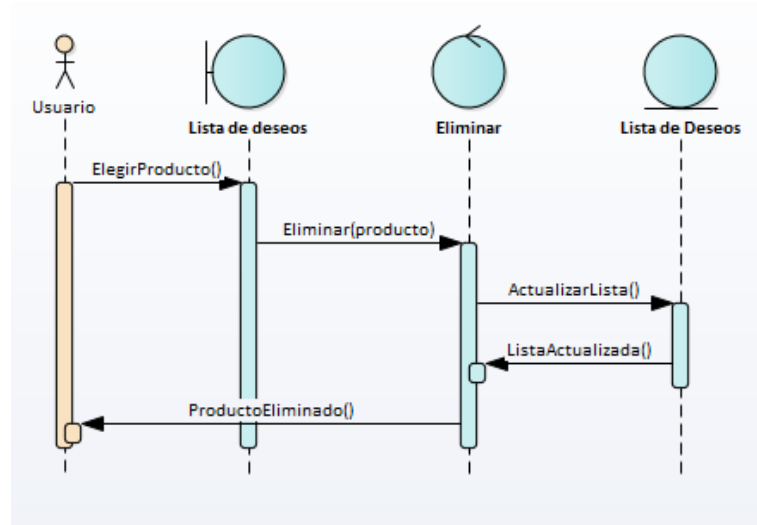 Usuario
Lista de deseos
Eliminar
Lista de Deseos
ElegirProducto()
Eliminar(producto)
ActualizarLista()
ListaActualizada()
ProductoEliminado()